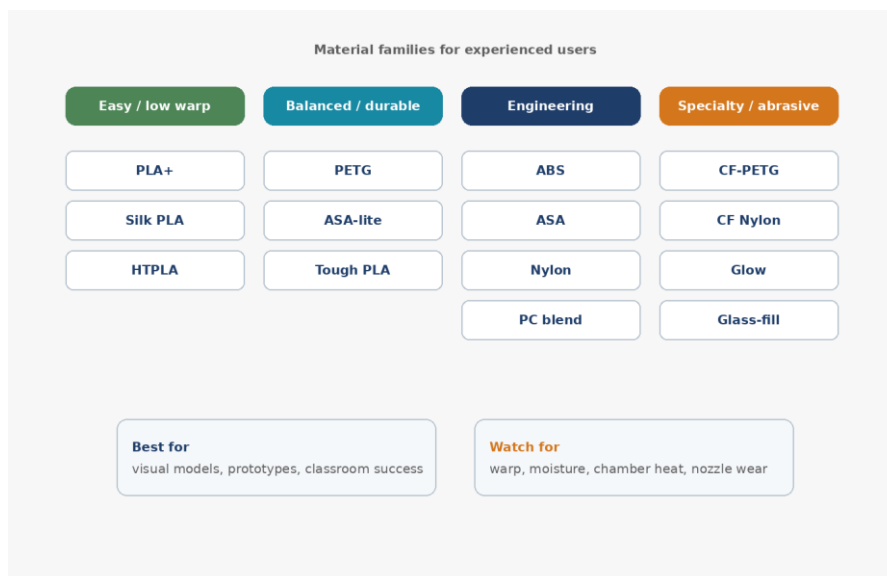 Material families for experienced users
Easy / low warp
Balanced / durable
Engineering
Specialty / abrasive
PLA+
PETG
ABS
CF-PETG
Silk PLA
ASA-lite
ASA
CF Nylon
HTPLA
Tough PLA
Nylon
Glow
PC blend
Glass-fill
Best for
visual models, prototypes, classroom success
Watch for
warp, moisture, chamber heat, nozzle wear